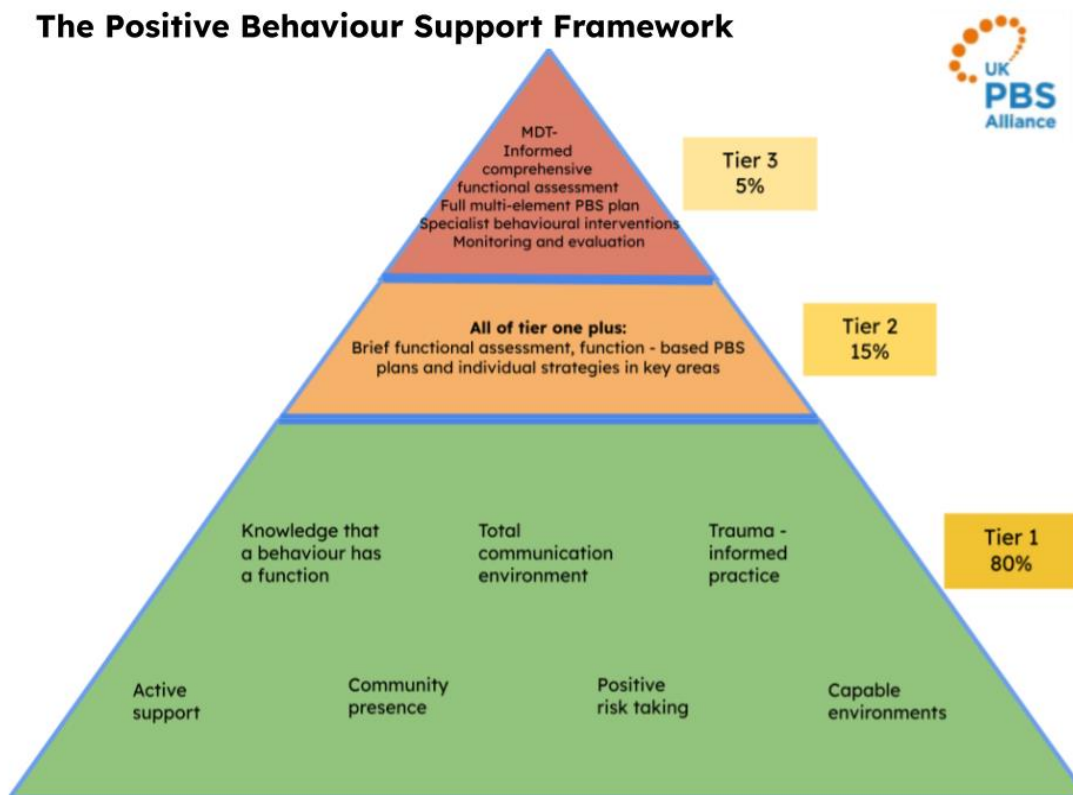 The Positive Behaviour Support Framework
UK
PBS
Alliance
MDT-
Informed
comprehensive
functional assessment
Full multi-element PBS plan
Specialist behavioural interventions
Monitoring and evaluation
Tier 3
5%
All of tier one plus:
Brief functional assessment, function - based PBS
plans and individual strategies in key areas
Tier 2
15%
Knowledge that
a behaviour has
a function
Total
communication
environment
Trauma -
informed
practice
Tier 1
80%
Active
support
Community
presence
Positive
risk taking
Capable
environments